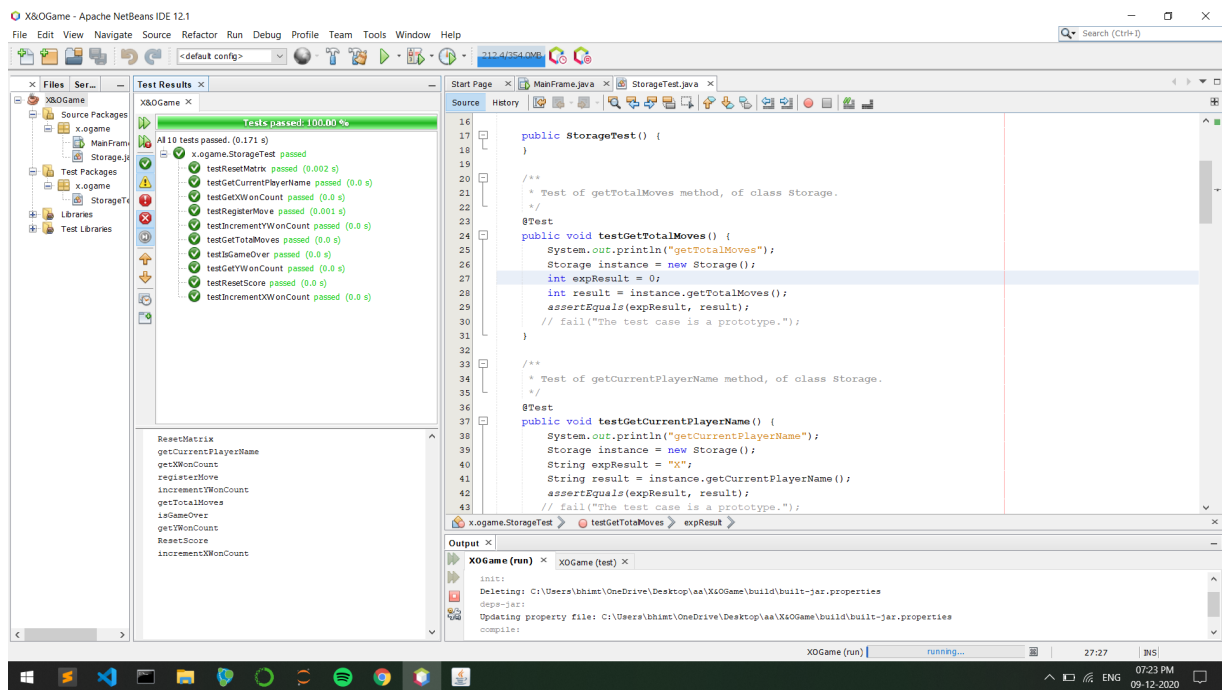 X&OGame - Apache NetBeans IDE 12.1
File Edit View Navigate Source Refactor Run Debug Profile Team Tools Window Help
Search (Ctrl+I)
<default config>
212.4/354.0MB
Files Ser...
X&OGame
Source Packages
x.ogame
MainFram
Storage.ja
Test Packages
x.ogame
StorageTe
Libraries
Test Libraries
Test Results
X&OGame
Tests passed: 100.00 %
All 10 tests passed. (0.171 s)
x.ogame.StorageTest passed
testResetMatrix passed (0.002 s)
testGetCurrentPlayerName passed (0.0 s)
testGetXWonCount passed (0.0 s)
testRegisterMove passed (0.001 s)
testIncrementYWonCount passed (0.0 s)
testGetTotalMoves passed (0.0 s)
testIsGameOver passed (0.0 s)
testGetYWonCount passed (0.0 s)
testResetScore passed (0.0 s)
testIncrementXWonCount passed (0.0 s)
ResetMatrix
getCurrentPlayerName
getXWonCount
registerMove
incrementYWonCount
getTotalMoves
isGameOver
getYWonCount
ResetScore
incrementXWonCount
Start Page MainFrame.java StorageTest.java
Source History
16
17 public StorageTest() {
18 }
19
20 /**
21 * Test of getTotalMoves method, of class Storage.
22 */
23 @Test
24 public void testGetTotalMoves() {
25 System.out.println("getTotalMoves");
26 Storage instance = new Storage();
27 int expResult = 0;
28 int result = instance.getTotalMoves();
29 assertEquals(expResult, result);
30 // fail("The test case is a prototype.");
31 }
32
33 /**
34 * Test of getCurrentPlayerName method, of class Storage.
35 */
36 @Test
37 public void testGetCurrentPlayerName() {
38 System.out.println("getCurrentPlayerName");
39 Storage instance = new Storage();
40 String expResult = "X";
41 String result = instance.getCurrentPlayerName();
42 assertEquals(expResult, result);
43 // fail("The test case is a prototype.");
x.ogame.StorageTest testGetTotalMoves expResult
Output
XOGame (run) XOGame (test)
init:
Deleting: C:\Users\bhimt\OneDrive\Desktop\aa\X&OGame\build\built-jar.properties
deps-jar:
Updating property file: C:\Users\bhimt\OneDrive\Desktop\aa\X&OGame\build\built-jar.properties
compile:
XOGame (run) running... 27:27 INS
ENG 07:23 PM
09-12-2020